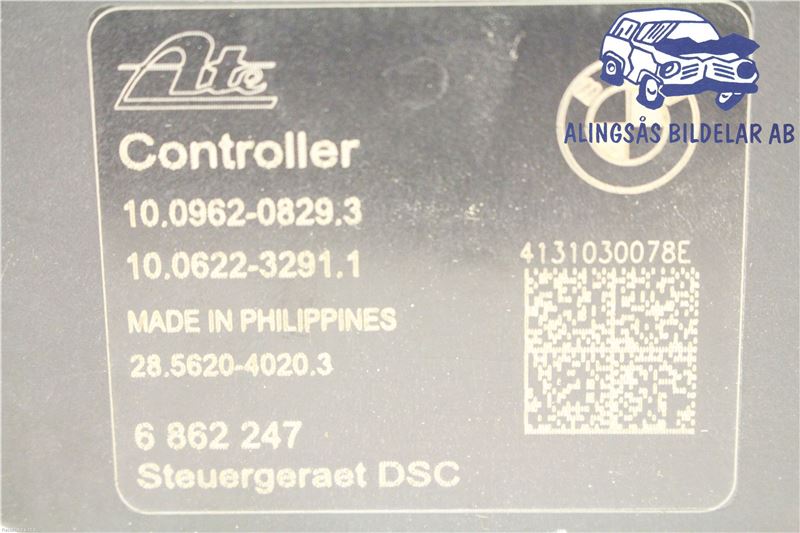 Ate
ALINGSÅS BILDELAR AB
Controller
10.0962-0829.3
10.0622-3291.1
4131030078E
MADE IN PHILIPPINES
28.5620-4020.3
6 862 247
Steuergeraet DSC